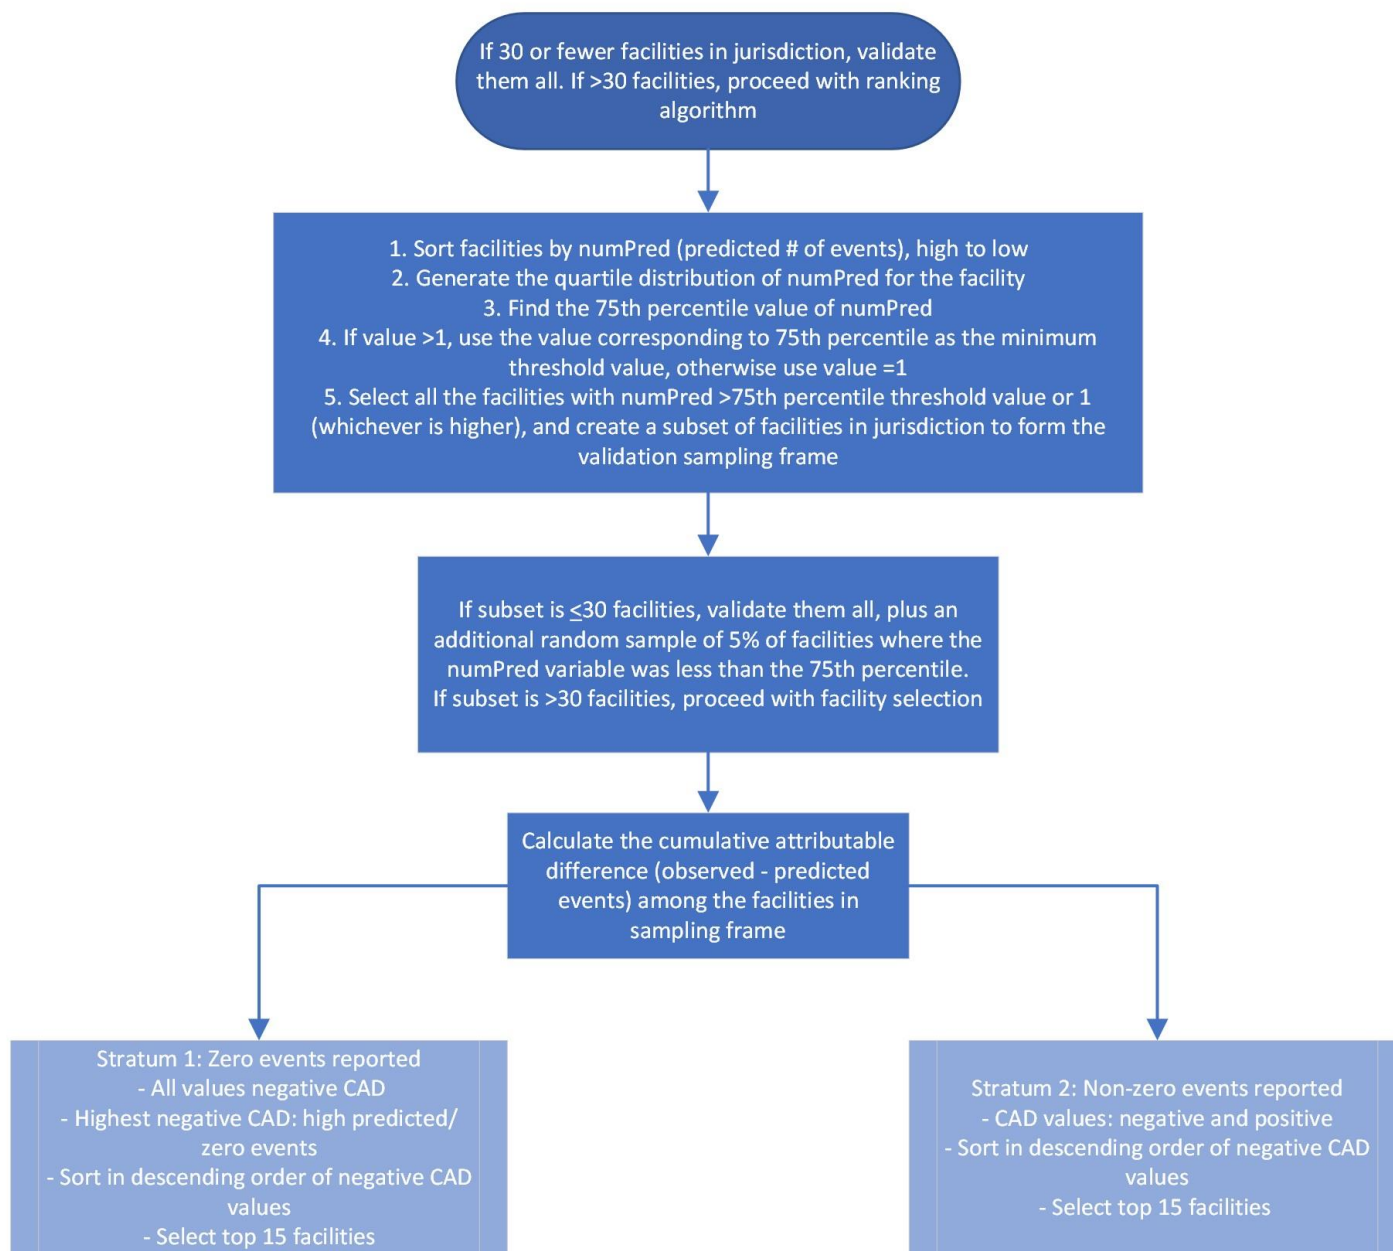 If 30 or fewer facilities in jurisdiction, validate
them all. If >30 facilities, proceed with ranking
algorithm
1. Sort facilities by numPred (predicted # of events), high to low
2. Generate the quartile distribution of numPred for the facility
3. Find the 75th percentile value of numPred
4. If value >1, use the value corresponding to 75th percentile as the minimum
threshold value, otherwise use value =1
5. Select all the facilities with numPred >75th percentile threshold value or 1
(whichever is higher), and create a subset of facilities in jurisdiction to form the
validation sampling frame
If subset is ≤30 facilities, validate them all, plus an
additional random sample of 5% of facilities where the
numPred variable was less than the 75th percentile.
If subset is >30 facilities, proceed with facility selection
Calculate the cumulative attributable
difference (observed - predicted
events) among the facilities in
sampling frame
Stratum 1: Zero events reported
- All values negative CAD
- Highest negative CAD: high predicted/
zero events
- Sort in descending order of negative CAD
values
- Select top 15 facilities
Stratum 2: Non-zero events reported
- CAD values: negative and positive
- Sort in descending order of negative CAD
values
- Select top 15 facilities